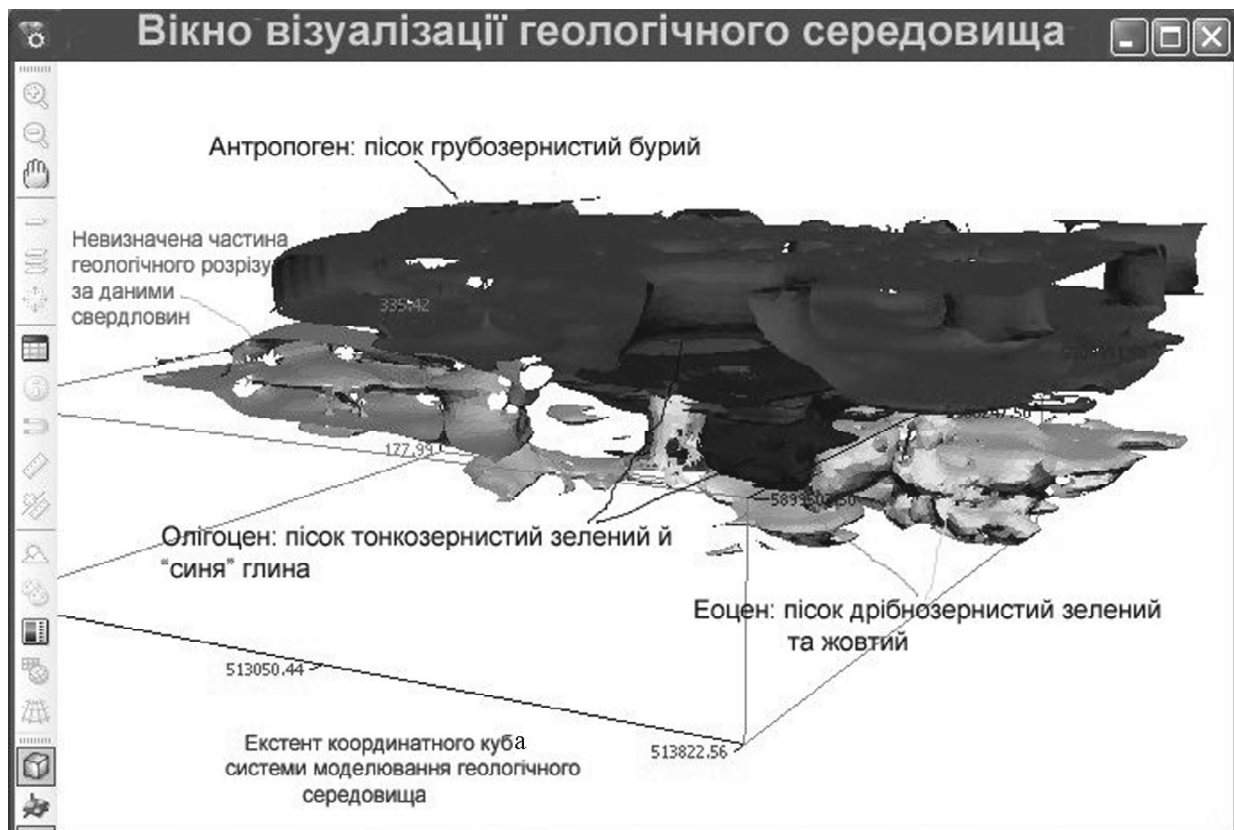 Вікно візуалізації геологічного середовища
Антропоген: пісок грубозернистий бурий
Невизначена частина
геологічного розрізу
за даними
свердловин
335.42
177.99
Олігоцен: пісок тонкозернистий зелений й
“синя” глина
Еоцен: пісок дрібнозернистий зелений
та жовтий
513050.44
513822.56
Екстент координатного куба
системи моделювання геологічного
середовища